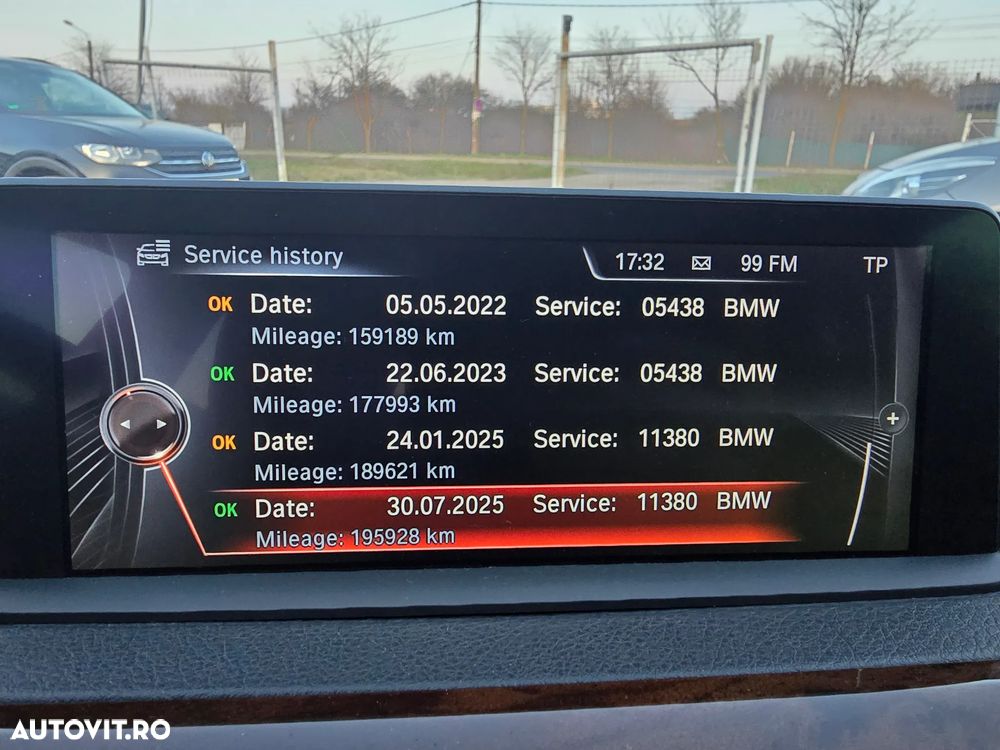 Service history 17:32 99 FM TP
OK Date: 05.05.2022 Service: 05438 BMW
Mileage: 159189 km
OK Date: 22.06.2023 Service: 05438 BMW
Mileage: 177993 km
OK Date: 24.01.2025 Service: 11380 BMW
Mileage: 189621 km
OK Date: 30.07.2025 Service: 11380 BMW
Mileage: 195928 km
AUTOVIT.RO